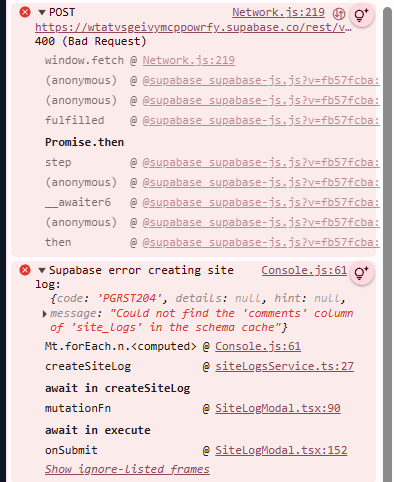 POST Network.js:219
https://wtatvsgeivymcppowrfy.supabase.co/rest/v…
400 (Bad Request)
window.fetch @ Network.js:219
(anonymous) @ @supabase_supabase-js.js?v=fb57fcba:
(anonymous) @ @supabase_supabase-js.js?v=fb57fcba:
fulfilled @ @supabase_supabase-js.js?v=fb57fcba:
Promise.then
step @ @supabase_supabase-js.js?v=fb57fcba:
(anonymous) @ @supabase_supabase-js.js?v=fb57fcba:
__awaiter6 @ @supabase_supabase-js.js?v=fb57fcba:
(anonymous) @ @supabase_supabase-js.js?v=fb57fcba:
then @ @supabase_supabase-js.js?v=fb57fcba:
Supabase error creating site Console.js:61
log:
{code: 'PGRST204', details: null, hint: null,
message: "Could not find the 'comments' column
of 'site_logs' in the schema cache"}
Mt.forEach.n.<computed> @ Console.js:61
createSiteLog @ siteLogsService.ts:27
await in createSiteLog
mutationFn @ SiteLogModal.tsx:90
await in execute
onSubmit @ SiteLogModal.tsx:152
Show ignore-listed frames